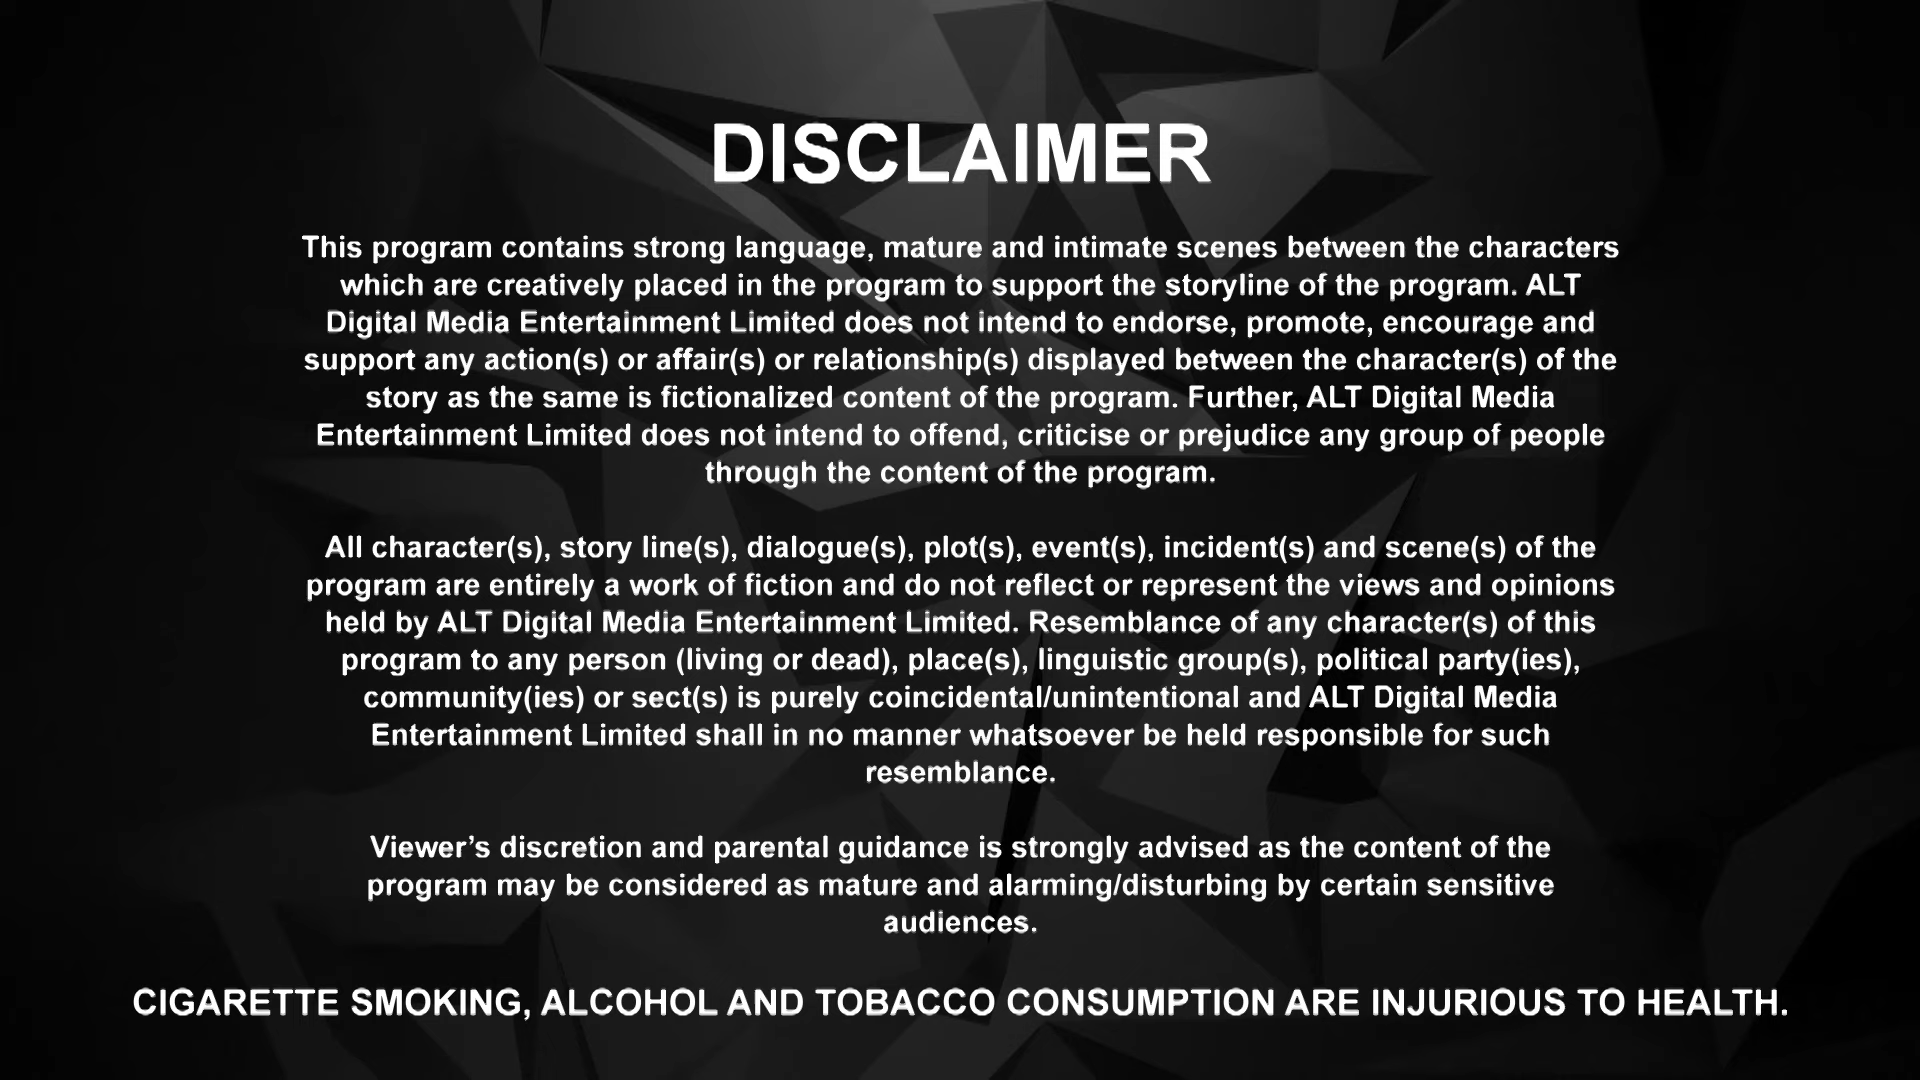 DISCLAIMER
This program contains strong language, mature and intimate scenes between the characters
which are creatively placed in the program to support the storyline of the program. ALT
Digital Media Entertainment Limited does not intend to endorse, promote, encourage and
support any action(s) or affair(s) or relationship(s) displayed between the character(s) of the
story as the same is fictionalized content of the program. Further, ALT Digital Media
Entertainment Limited does not intend to offend, criticise or prejudice any group of people
through the content of the program.
All character(s), story line(s), dialogue(s), plot(s), event(s), incident(s) and scene(s) of the
program are entirely a work of fiction and do not reflect or represent the views and opinions
held by ALT Digital Media Entertainment Limited. Resemblance of any character(s) of this
program to any person (living or dead), place(s), linguistic group(s), political party(ies),
community(ies) or sect(s) is purely coincidental/unintentional and ALT Digital Media
Entertainment Limited shall in no manner whatsoever be held responsible for such
resemblance.
Viewer’s discretion and parental guidance is strongly advised as the content of the
program may be considered as mature and alarming/disturbing by certain sensitive
audiences.
CIGARETTE SMOKING, ALCOHOL AND TOBACCO CONSUMPTION ARE INJURIOUS TO HEALTH.